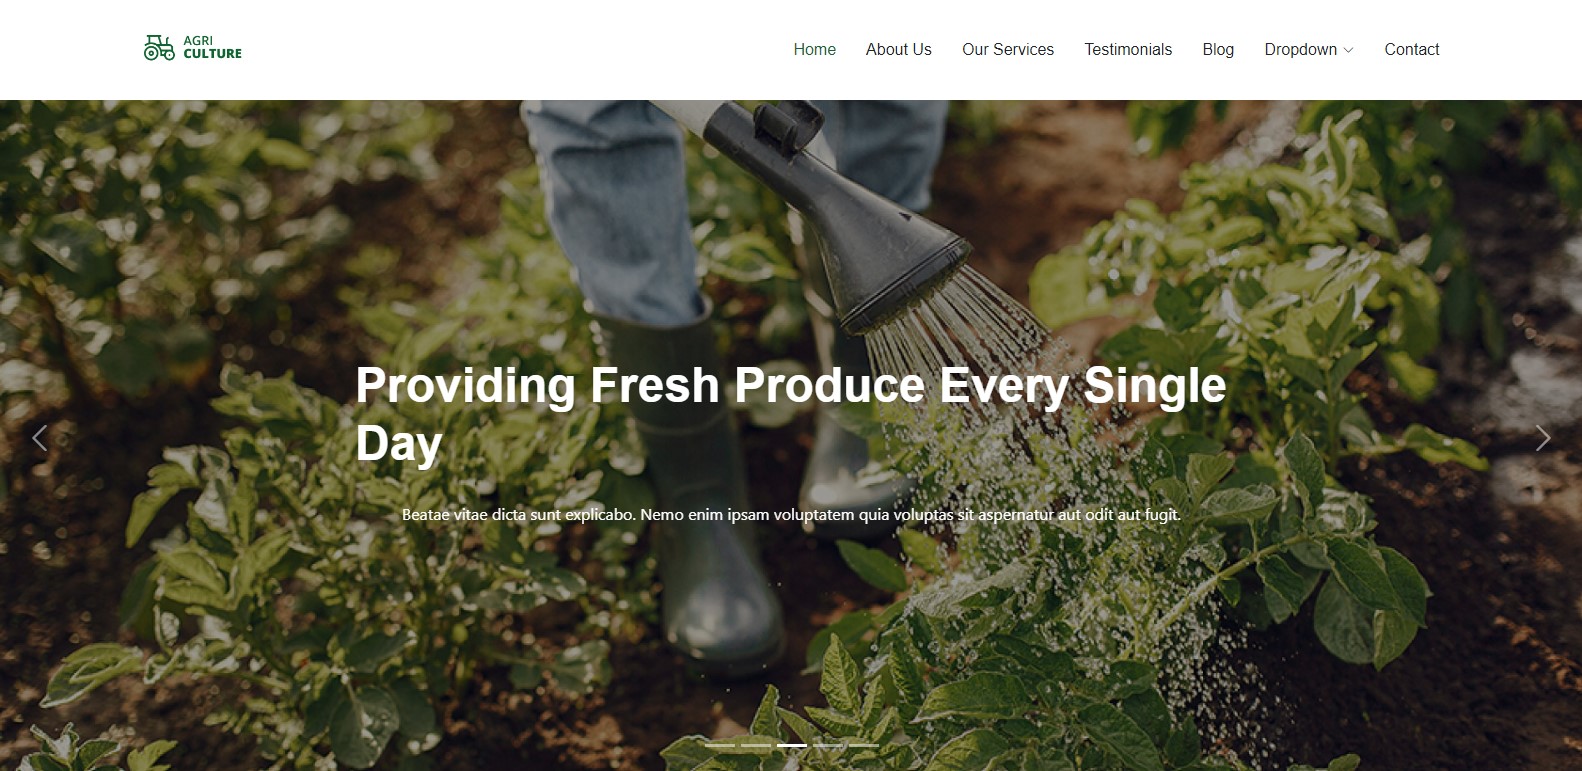 AGRI
CULTURE
Home About Us Our Services Testimonials Blog Dropdown Contact
Providing Fresh Produce Every Single
Day
Beatae vitae dicta sunt explicabo. Nemo enim ipsam voluptatem quia voluptas sit aspernatur aut odit aut fugit.